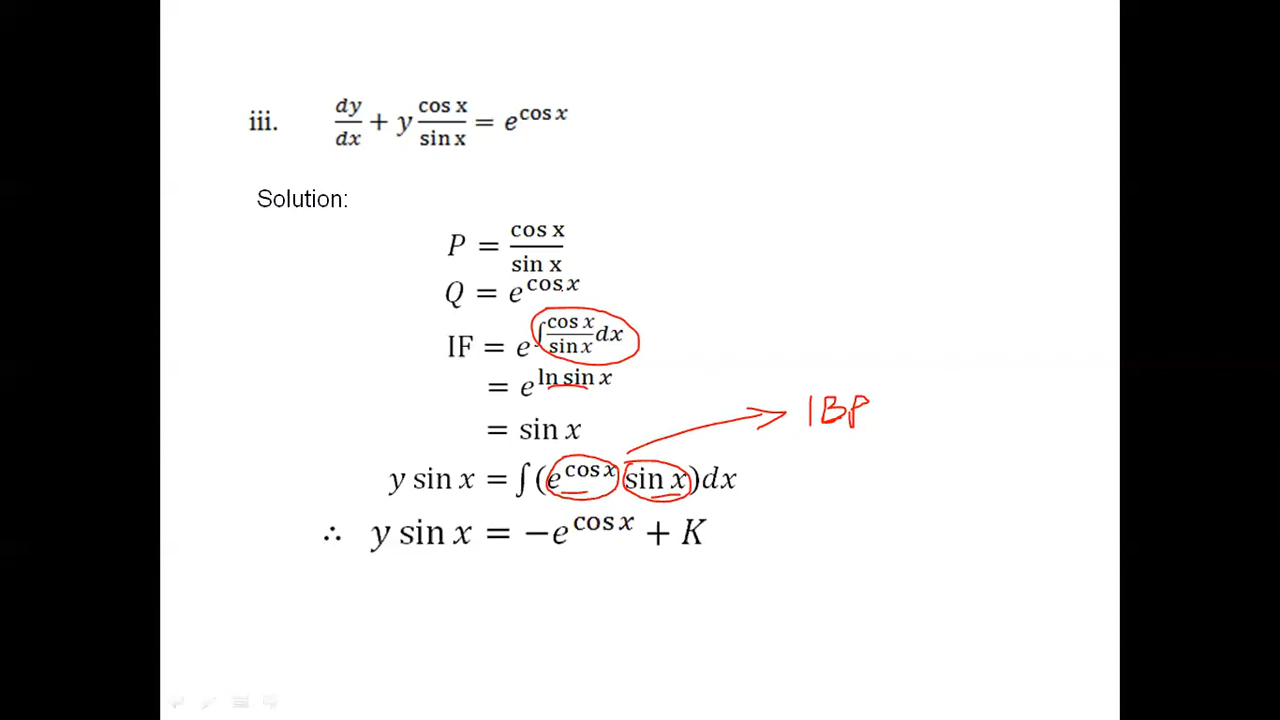 iii. dy/dx + y cos x/sin x = e^cos x
Solution:
P = cos x/sin x
Q = e^cos x
IF = e^∫cos x/sin x dx
= e^ln sin x
IBP
= sin x
y sin x = ∫(e^cos x sin x)dx
∴ y sin x = −e^cos x + K